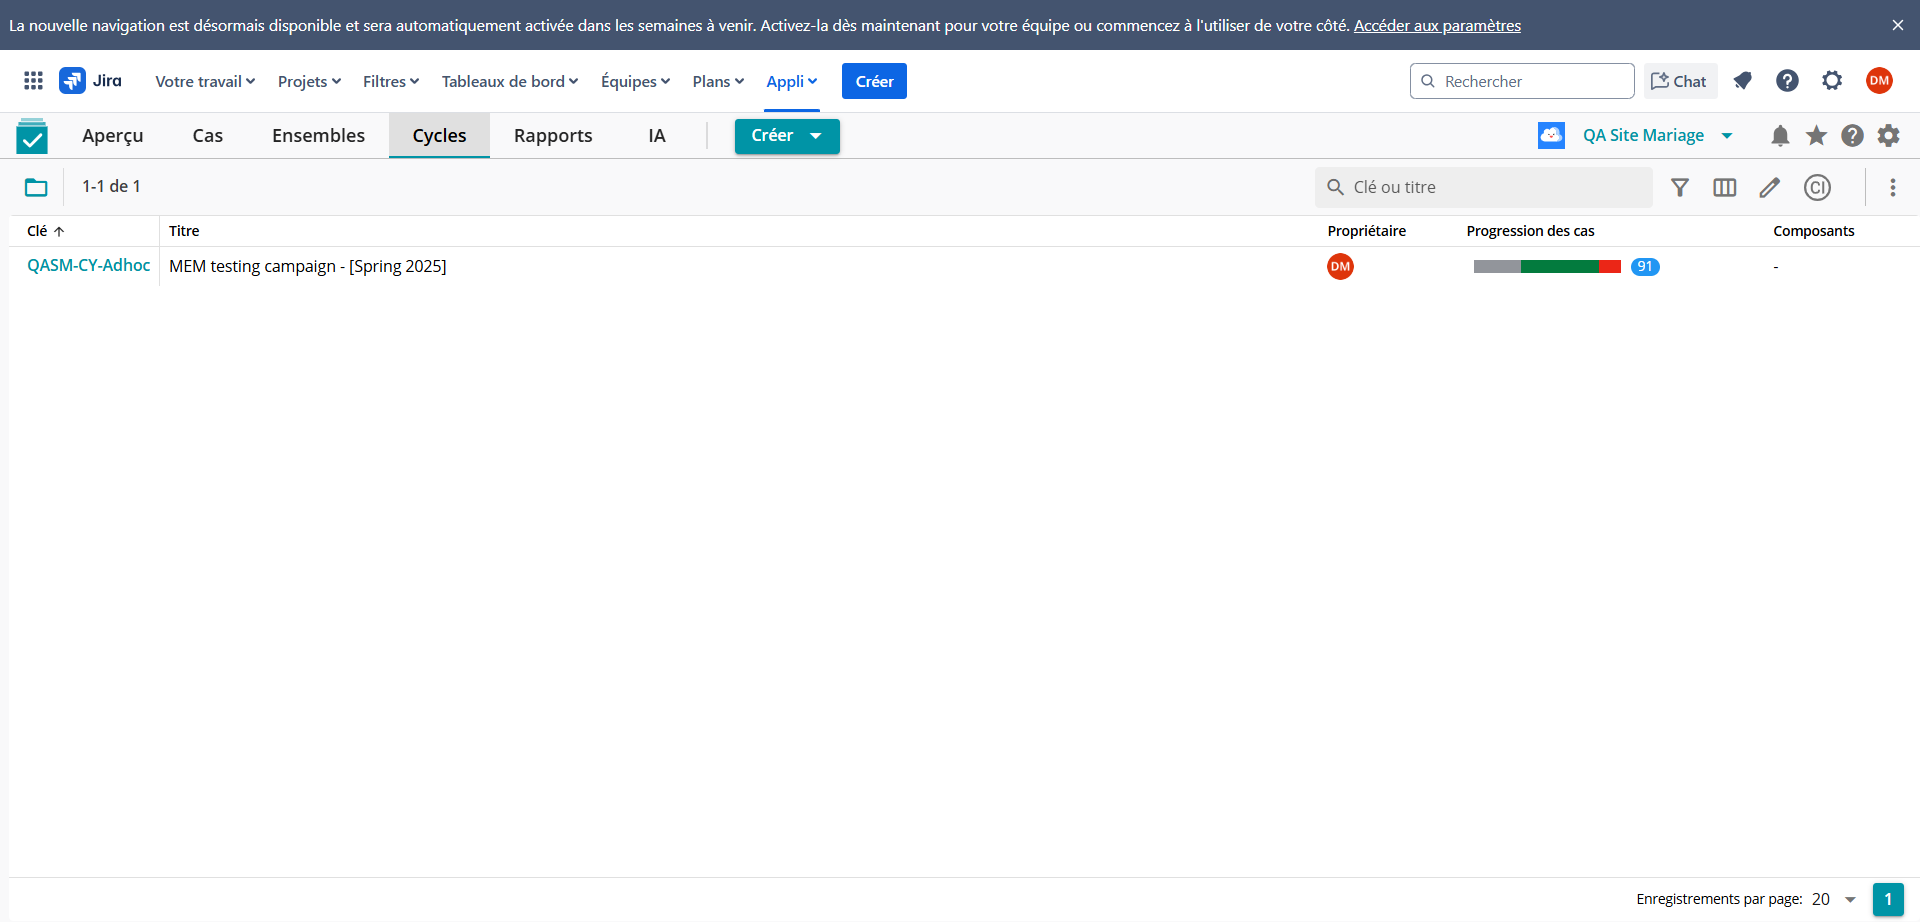 La nouvelle navigation est désormais disponible et sera automatiquement activée dans les semaines à venir. Activez-la dès maintenant pour votre équipe ou commencez à l'utiliser de votre côté. Accéder aux paramètres
Jira Votre travail Projets Filtres Tableaux de bord Équipes Plans Appli Créer Rechercher Chat DM
Aperçu Cas Ensembles Cycles Rapports IA Créer QA Site Mariage
1-1 de 1 Clé ou titre CI
Clé Titre Propriétaire Progression des cas Composants
QASM-CY-Adhoc MEM testing campaign - [Spring 2025] DM 91 -
Enregistrements par page: 20 1